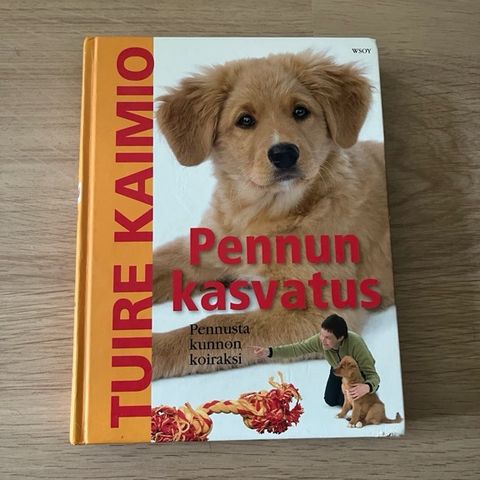 TUIRE KAIMIO
WSOY
Pennun
kasvatus
Pennusta
kunnon
koiraksi